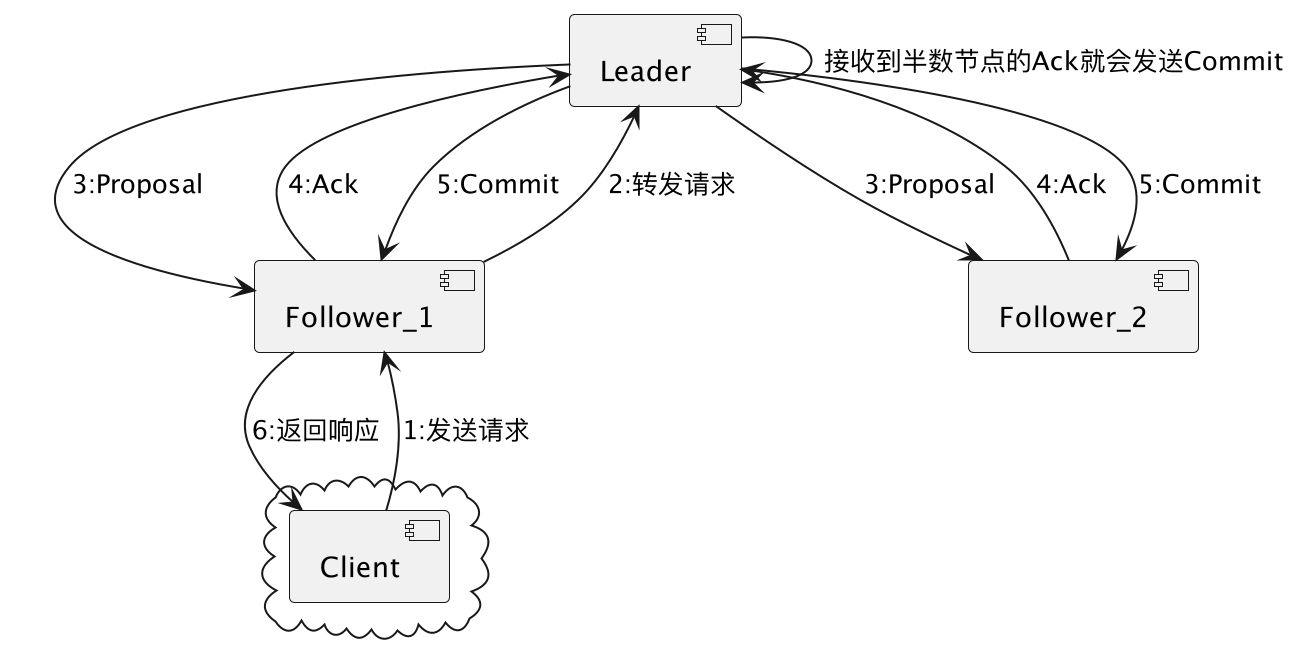 Leader
接收到半数节点的Ack就会发送Commit
3:Proposal
4:Ack
5:Commit
2:转发请求
3:Proposal
4:Ack
5:Commit
Follower_1
Follower_2
6:返回响应
1:发送请求
Client